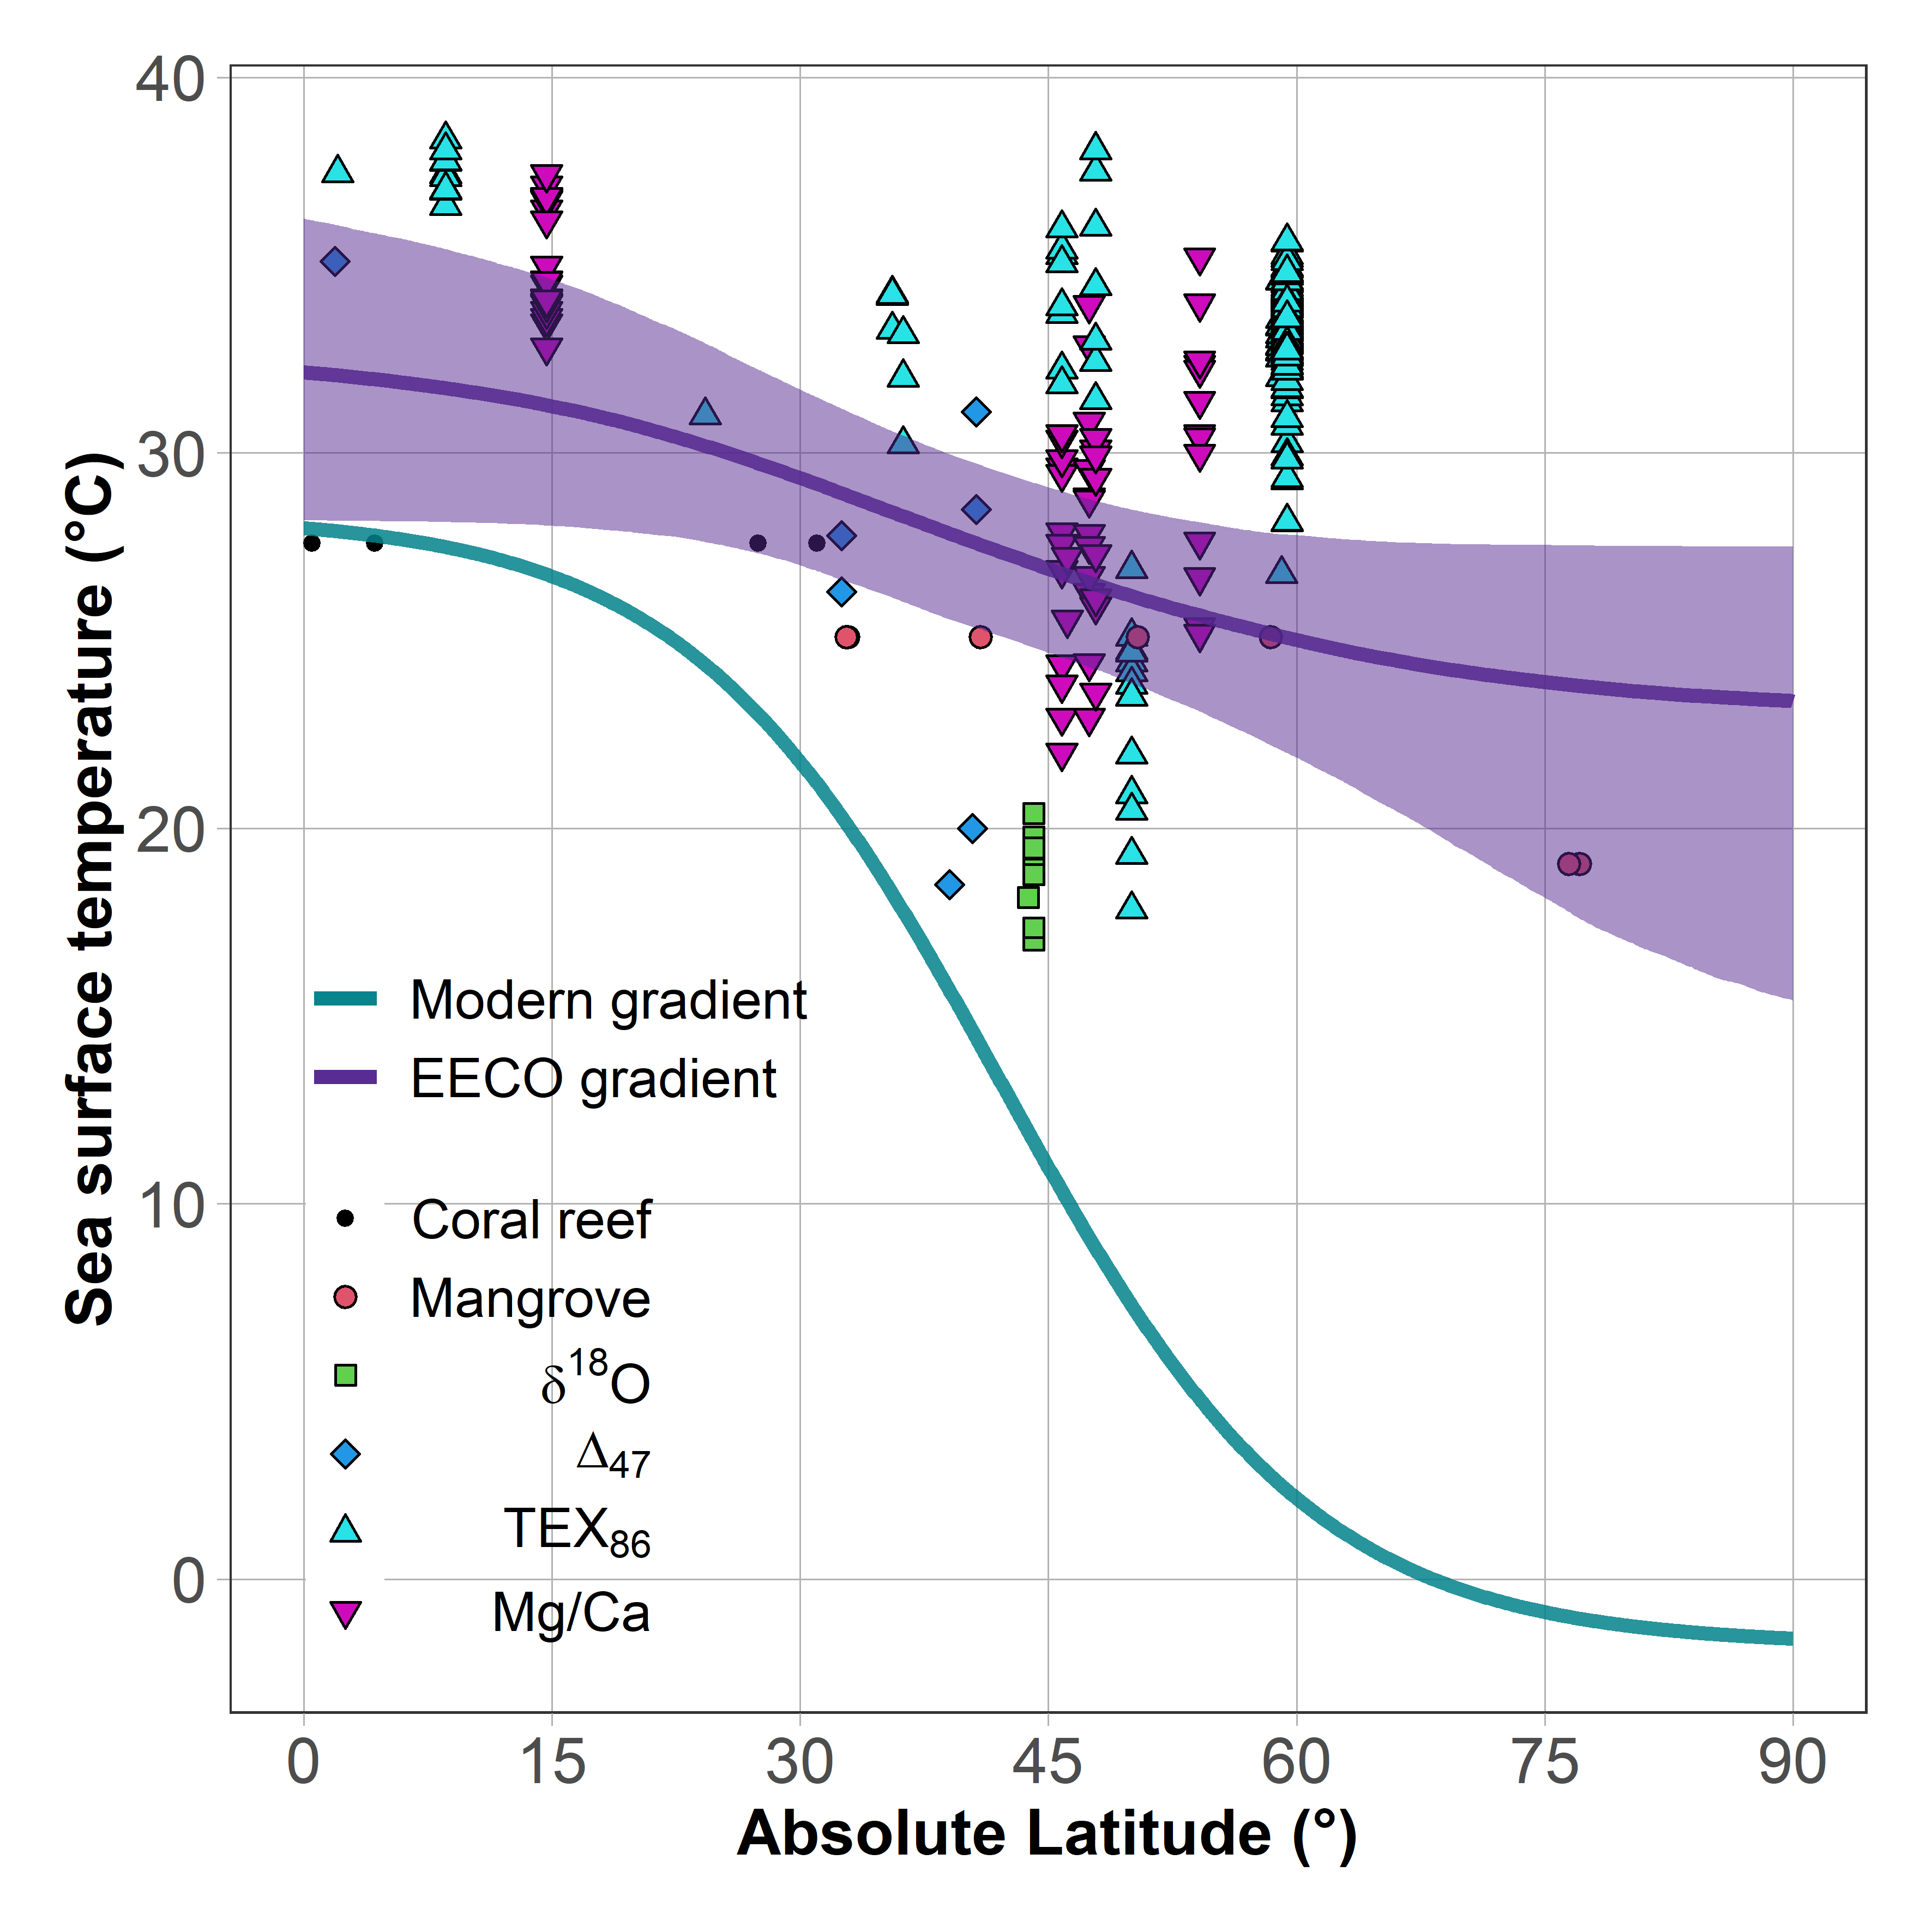 40
30
20
10
0
Sea surface temperature (°C)
Modern gradient
EECO gradient
Coral reef
Mangrove
δ¹⁸O
Δ₄₇
TEX₈₆
Mg/Ca
0 15 30 45 60 75 90
Absolute Latitude (°)